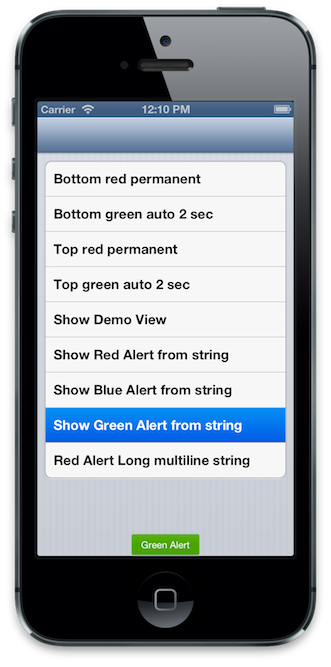 Carrier 12:10 PM
Bottom red permanent
Bottom green auto 2 sec
Top red permanent
Top green auto 2 sec
Show Demo View
Show Red Alert from string
Show Blue Alert from string
Show Green Alert from string
Red Alert Long multiline string
Green Alert